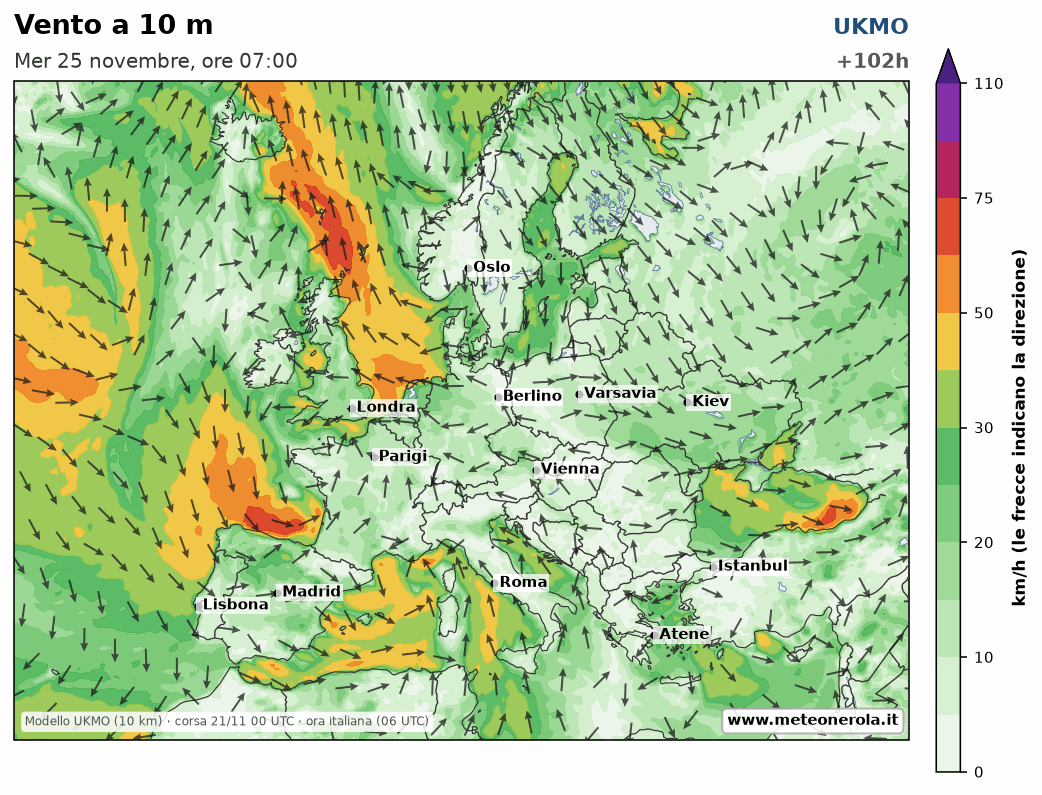 Vento a 10 m
UKMO
Mer 25 novembre, ore 07:00
+102h
110
75
50
30
20
10
0
km/h (le frecce indicano la direzione)
Oslo
Berlino
Varsavia
Kiev
Londra
Parigi
Vienna
Istanbul
Roma
Madrid
Lisbona
Atene
Modello UKMO (10 km) · corsa 21/11 00 UTC · ora italiana (06 UTC)
www.meteonerola.it